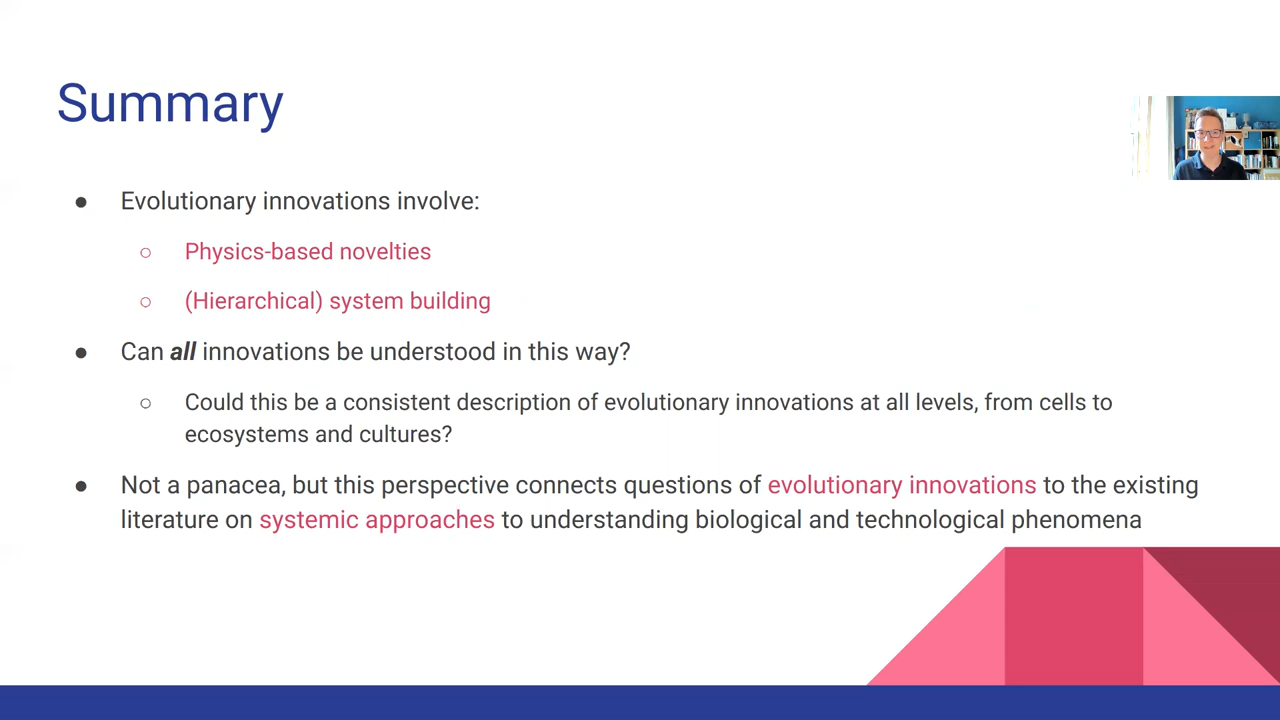 Summary
● Evolutionary innovations involve:
○ Physics-based novelties
○ (Hierarchical) system building
● Can all innovations be understood in this way?
○ Could this be a consistent description of evolutionary innovations at all levels, from cells to
ecosystems and cultures?
● Not a panacea, but this perspective connects questions of evolutionary innovations to the existing
literature on systemic approaches to understanding biological and technological phenomena